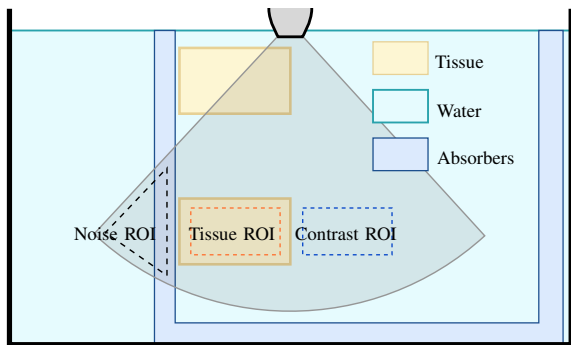 Tissue
Water
Absorbers
Noise ROI
Tissue ROI
Contrast ROI